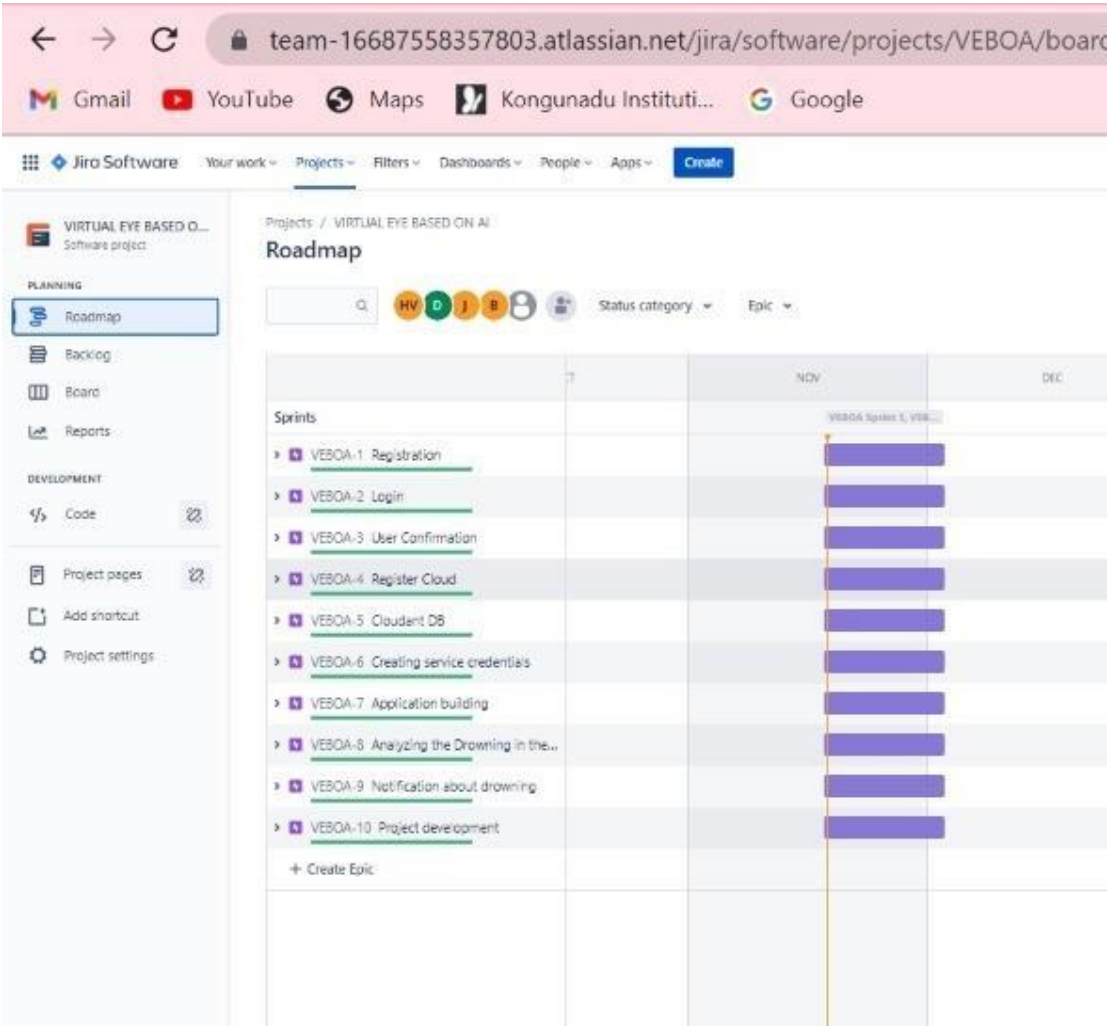 team-16687558357803.atlassian.net/jira/software/projects/VEBOA/board
Gmail YouTube Maps Kongunadu Instituti... Google
Jira Software Your work Projects Filters Dashboards People Apps Create
VIRTUAL EYE BASED O...
Software project
PLANNING
Roadmap
Backlog
Board
Reports
DEVELOPMENT
Code
Project pages
Add shortcut
Project settings
Projects / VIRTUAL EYE BASED ON AI
Roadmap
HV D J B Status category Epic
T NOV DEC
Sprints VEBOA Sprint 1, VEB...
VEBOA-1 Registration
VEBOA-2 Login
VEBOA-3 User Confirmation
VEBOA-4 Register Cloud
VEBOA-5 Cloudant DB
VEBOA-6 Creating service credentials
VEBOA-7 Application building
VEBOA-8 Analyzing the Drowning in the...
VEBOA-9 Notification about drowning
VEBOA-10 Project development
+ Create Epic